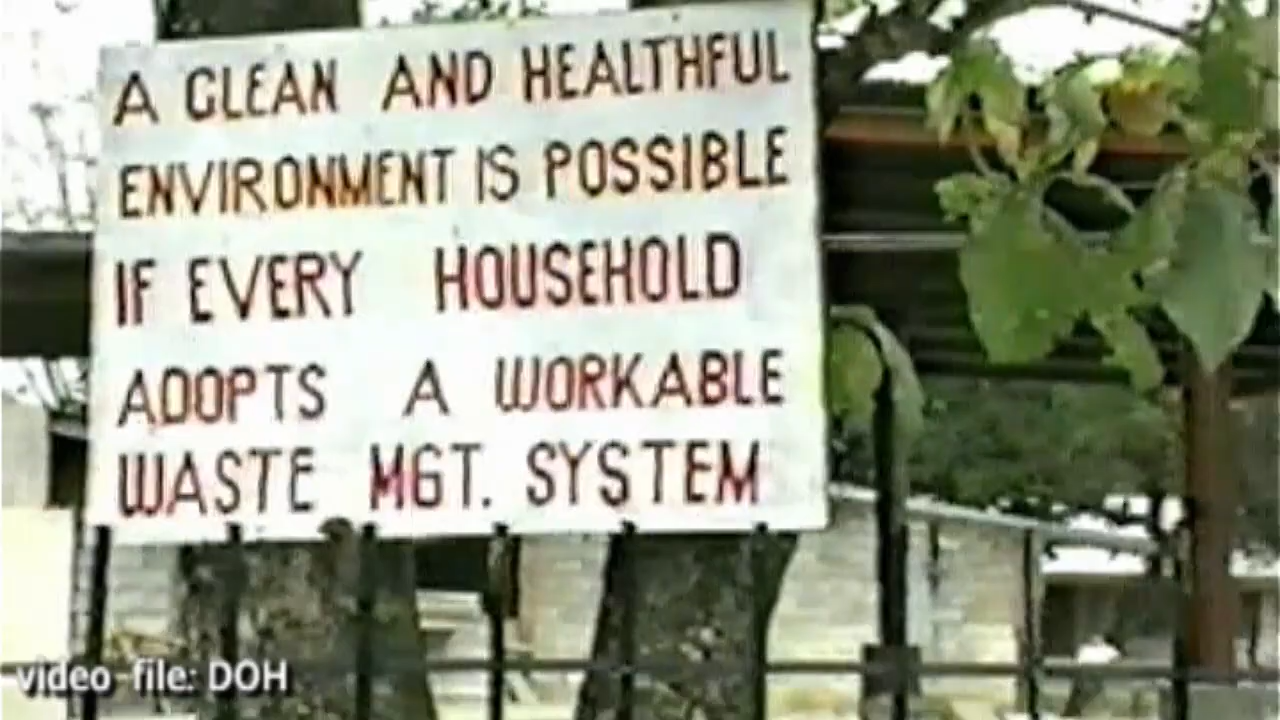 A CLEAN AND HEALTHFUL
ENVIRONMENT IS POSSIBLE
IF EVERY HOUSEHOLD
ADOPTS A WORKABLE
WASTE MGT. SYSTEM
video file: DOH